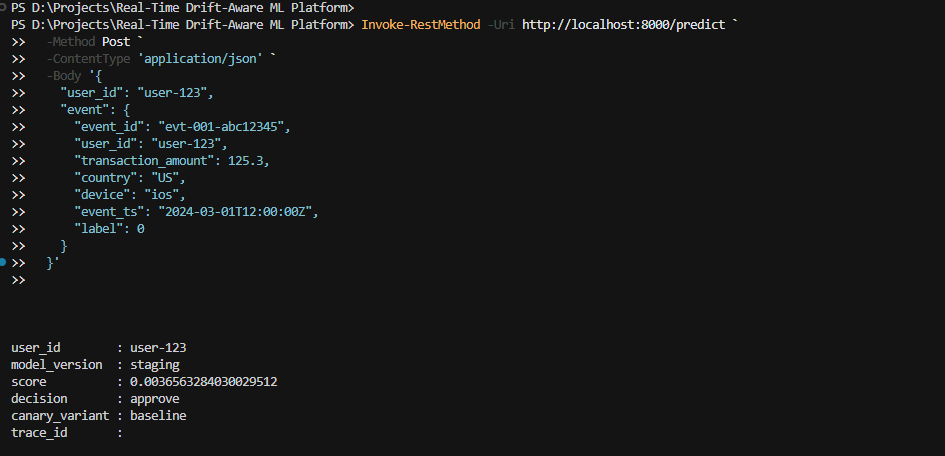 PS D:\Projects\Real-Time Drift-Aware ML Platform>
PS D:\Projects\Real-Time Drift-Aware ML Platform> Invoke-RestMethod -Uri http://localhost:8000/predict `
>>   -Method Post `
>>   -ContentType 'application/json' `
>>   -Body '{
>>     "user_id": "user-123",
>>     "event": {
>>       "event_id": "evt-001-abc12345",
>>       "user_id": "user-123",
>>       "transaction_amount": 125.3,
>>       "country": "US",
>>       "device": "ios",
>>       "event_ts": "2024-03-01T12:00:00Z",
>>       "label": 0
>>     }
>>   }'
>>
user_id        : user-123
model_version  : staging
score          : 0.0036563284030029512
decision       : approve
canary_variant : baseline
trace_id       :